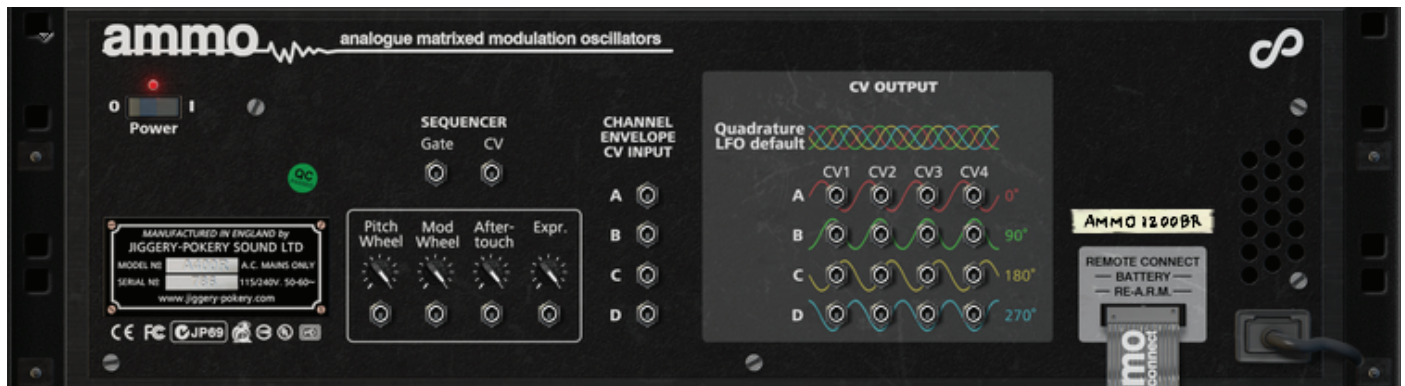 ammo
analogue matrixed modulation oscillators
O I
Power
QC
SEQUENCER
Gate CV
CHANNEL
ENVELOPE
CV INPUT
A
B
C
D
Pitch
Wheel
Mod
Wheel
After-
touch
Expr.
CV OUTPUT
Quadrature
LFO default
CV1 CV2 CV3 CV4
A 0°
B 90°
C 180°
D 270°
AMMO 1200BR
REMOTE CONNECT
BATTERY
RE-A.R.M.
ammo
connect
MANUFACTURED IN ENGLAND by
JIGGERY-POKERY SOUND LTD
MODEL Nº A.C. MAINS ONLY
SERIAL Nº 115/240V. 50-60~
www.jiggery-pokery.com
CE FC JP69